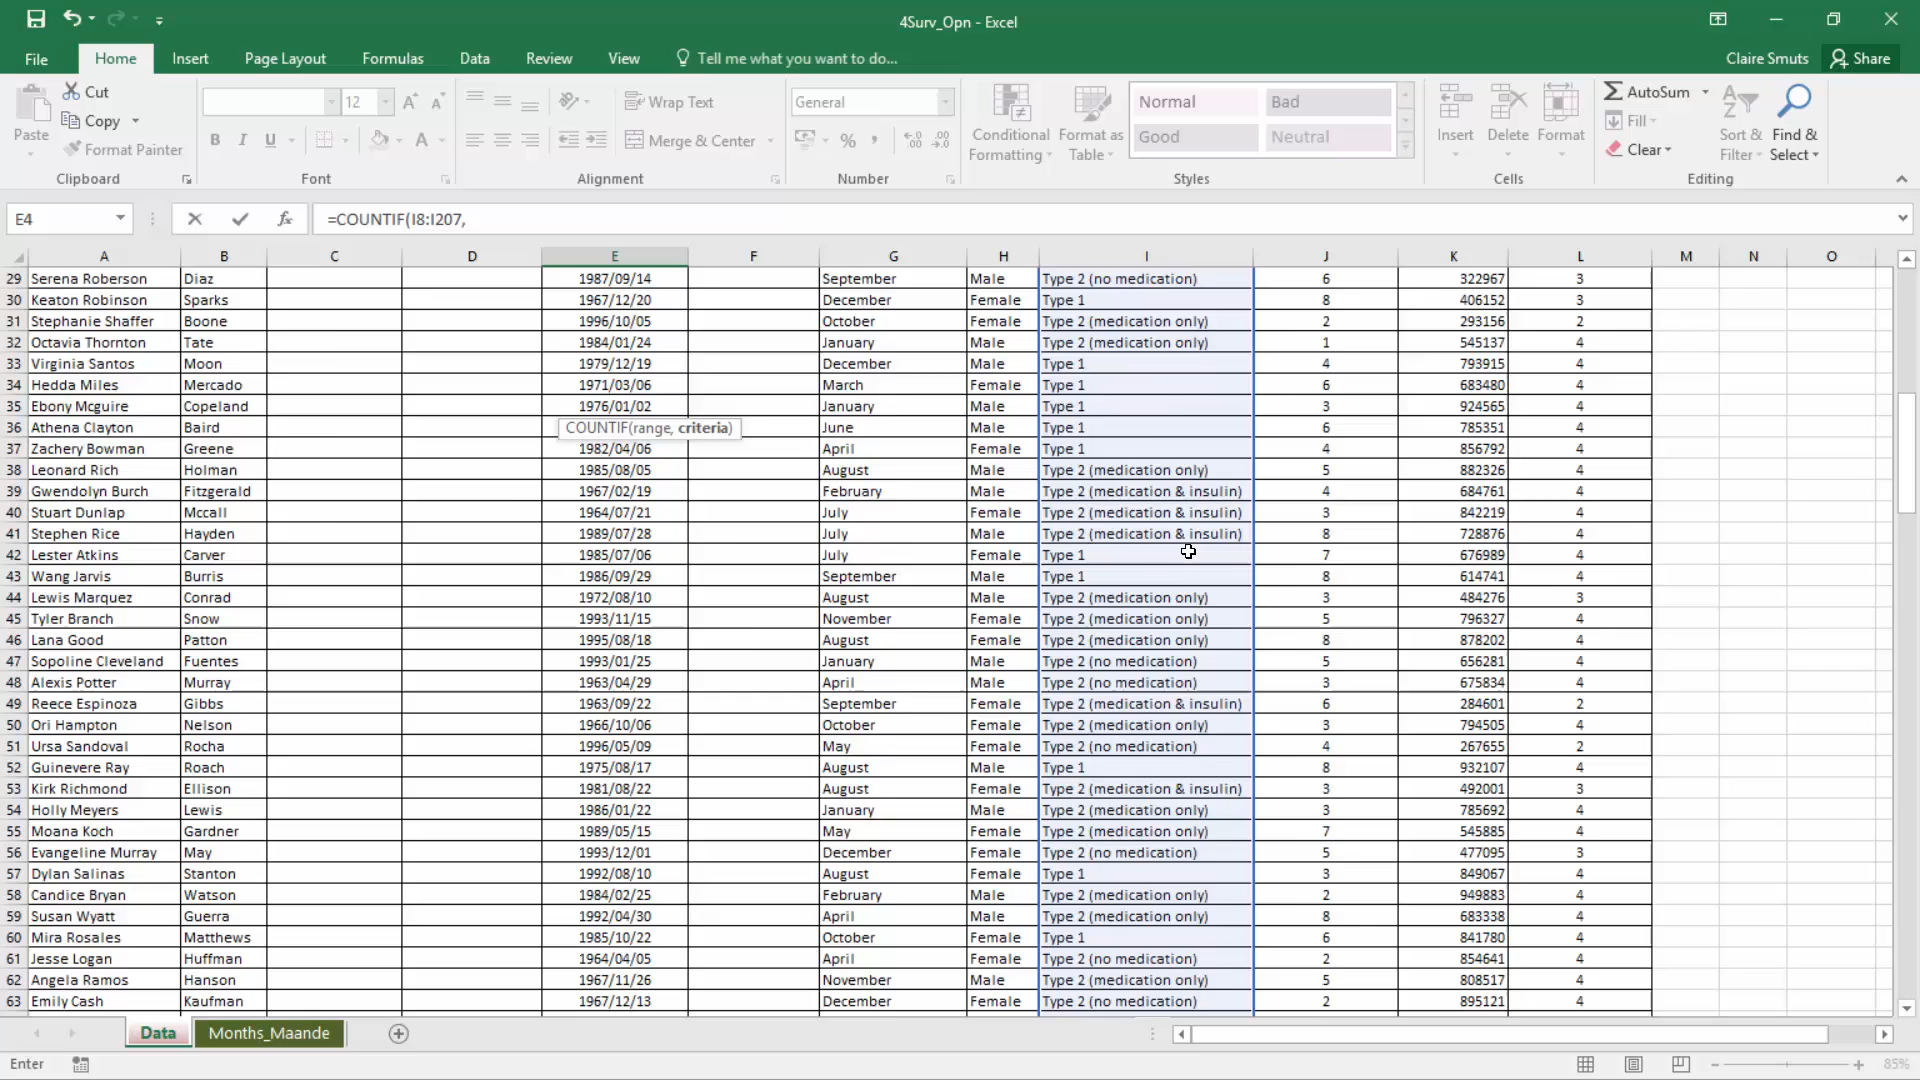 4Surv_Opn - Excel
File Home Insert Page Layout Formulas Data Review View Tell me what you want to do... Claire Smuts Share
Paste Cut Copy Format Painter Clipboard
12 Font
Wrap Text Merge & Center Alignment
General % Number
Conditional Formatting Format as Table Normal Bad Good Neutral Styles
Insert Delete Format Cells
AutoSum Fill Clear Sort & Filter Find & Select Editing
E4 fx =COUNTIF(I8:I207,
A B C D E F G H I J K L M N O
29 Serena Roberson Diaz 1987/09/14 September Male Type 2 (no medication) 6 322967 3
30 Keaton Robinson Sparks 1967/12/20 December Female Type 1 8 406152 3
31 Stephanie Shaffer Boone 1996/10/05 October Female Type 2 (medication only) 2 293156 2
32 Octavia Thornton Tate 1984/01/24 January Male Type 2 (medication only) 1 545137 4
33 Virginia Santos Moon 1979/12/19 December Male Type 1 4 793915 4
34 Hedda Miles Mercado 1971/03/06 March Female Type 1 6 683480 4
35 Ebony Mcguire Copeland 1976/01/02 January Male Type 1 3 924565 4
36 Athena Clayton Baird COUNTIF(range, criteria) June Male Type 1 6 785351 4
37 Zachery Bowman Greene 1982/04/06 April Female Type 1 4 856792 4
38 Leonard Rich Holman 1985/08/05 August Male Type 2 (medication only) 5 882326 4
39 Gwendolyn Burch Fitzgerald 1967/02/19 February Male Type 2 (medication & insulin) 4 684761 4
40 Stuart Dunlap Mccall 1964/07/21 July Female Type 2 (medication & insulin) 3 842219 4
41 Stephen Rice Hayden 1989/07/28 July Male Type 2 (medication & insulin) 8 728876 4
42 Lester Atkins Carver 1985/07/06 July Female Type 1 7 676989 4
43 Wang Jarvis Burris 1986/09/29 September Male Type 1 8 614741 4
44 Lewis Marquez Conrad 1972/08/10 August Male Type 2 (medication only) 3 484276 3
45 Tyler Branch Snow 1993/11/15 November Female Type 2 (medication only) 5 796327 4
46 Lana Good Patton 1995/08/18 August Female Type 2 (medication only) 8 878202 4
47 Sopoline Cleveland Fuentes 1993/01/25 January Male Type 2 (no medication) 5 656281 4
48 Alexis Potter Murray 1963/04/29 April Male Type 2 (no medication) 3 675834 4
49 Reece Espinoza Gibbs 1963/09/22 September Female Type 2 (medication & insulin) 6 284601 2
50 Ori Hampton Nelson 1966/10/06 October Female Type 2 (medication only) 3 794505 4
51 Ursa Sandoval Rocha 1996/05/09 May Female Type 2 (no medication) 4 267655 2
52 Guinevere Ray Roach 1975/08/17 August Male Type 1 8 932107 4
53 Kirk Richmond Ellison 1981/08/22 August Female Type 2 (medication & insulin) 3 492001 3
54 Holly Meyers Lewis 1986/01/22 January Male Type 2 (medication only) 3 785692 4
55 Moana Koch Gardner 1989/05/15 May Female Type 2 (medication only) 7 545885 4
56 Evangeline Murray May 1993/12/01 December Female Type 2 (no medication) 5 477095 3
57 Dylan Salinas Stanton 1992/08/10 August Female Type 1 3 849067 4
58 Candice Bryan Watson 1984/02/25 February Male Type 2 (medication only) 2 949883 4
59 Susan Wyatt Guerra 1992/04/30 April Male Type 2 (medication only) 8 683338 4
60 Mira Rosales Matthews 1985/10/22 October Female Type 1 6 841780 4
61 Jesse Logan Huffman 1964/04/05 April Female Type 2 (no medication) 2 854641 4
62 Angela Ramos Hanson 1967/11/26 November Male Type 2 (medication only) 5 808517 4
63 Emily Cash Kaufman 1967/12/13 December Female Type 2 (no medication) 2 895121 4
Data Months_Maande
Enter 85%